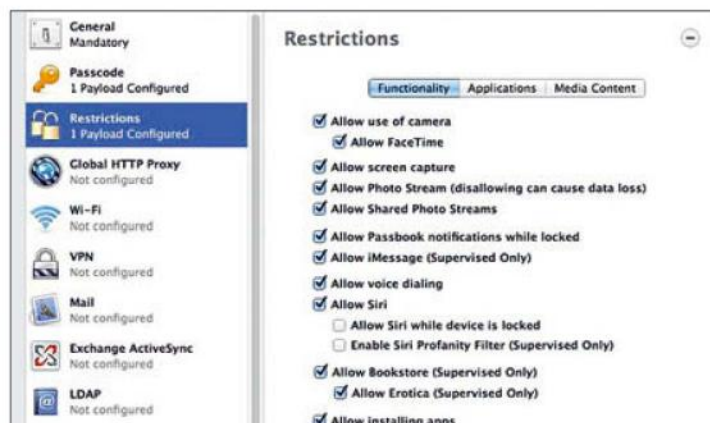 General
Mandatory
Passcode
1 Payload Configured
Restrictions
1 Payload Configured
Global HTTP Proxy
Not configured
Wi-Fi
Not configured
VPN
Not configured
Mail
Not configured
Exchange ActiveSync
Not configured
LDAP
Not configured
Restrictions
Functionality Applications Media Content
Allow use of camera
Allow FaceTime
Allow screen capture
Allow Photo Stream (disallowing can cause data loss)
Allow Shared Photo Streams
Allow Passbook notifications while locked
Allow iMessage (Supervised Only)
Allow voice dialing
Allow Siri
Allow Siri while device is locked
Enable Siri Profanity Filter (Supervised Only)
Allow Bookstore (Supervised Only)
Allow Erotica (Supervised Only)
Allow installing apps